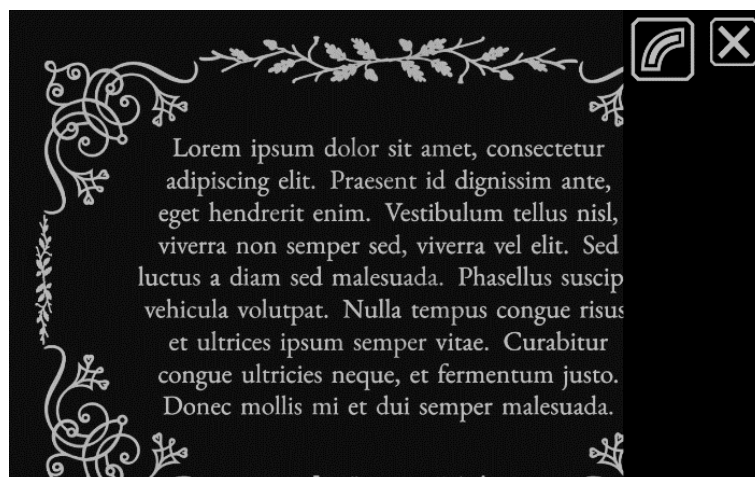 Lorem ipsum dolor sit amet, consectetur
adipiscing elit. Praesent id dignissim ante,
eget hendrerit enim. Vestibulum tellus nisl,
viverra non semper sed, viverra vel elit. Sed
luctus a diam sed malesuada. Phasellus suscip
vehicula volutpat. Nulla tempus congue risus
et ultrices ipsum semper vitae. Curabitur
congue ultricies neque, et fermentum justo.
Donec mollis mi et dui semper malesuada.